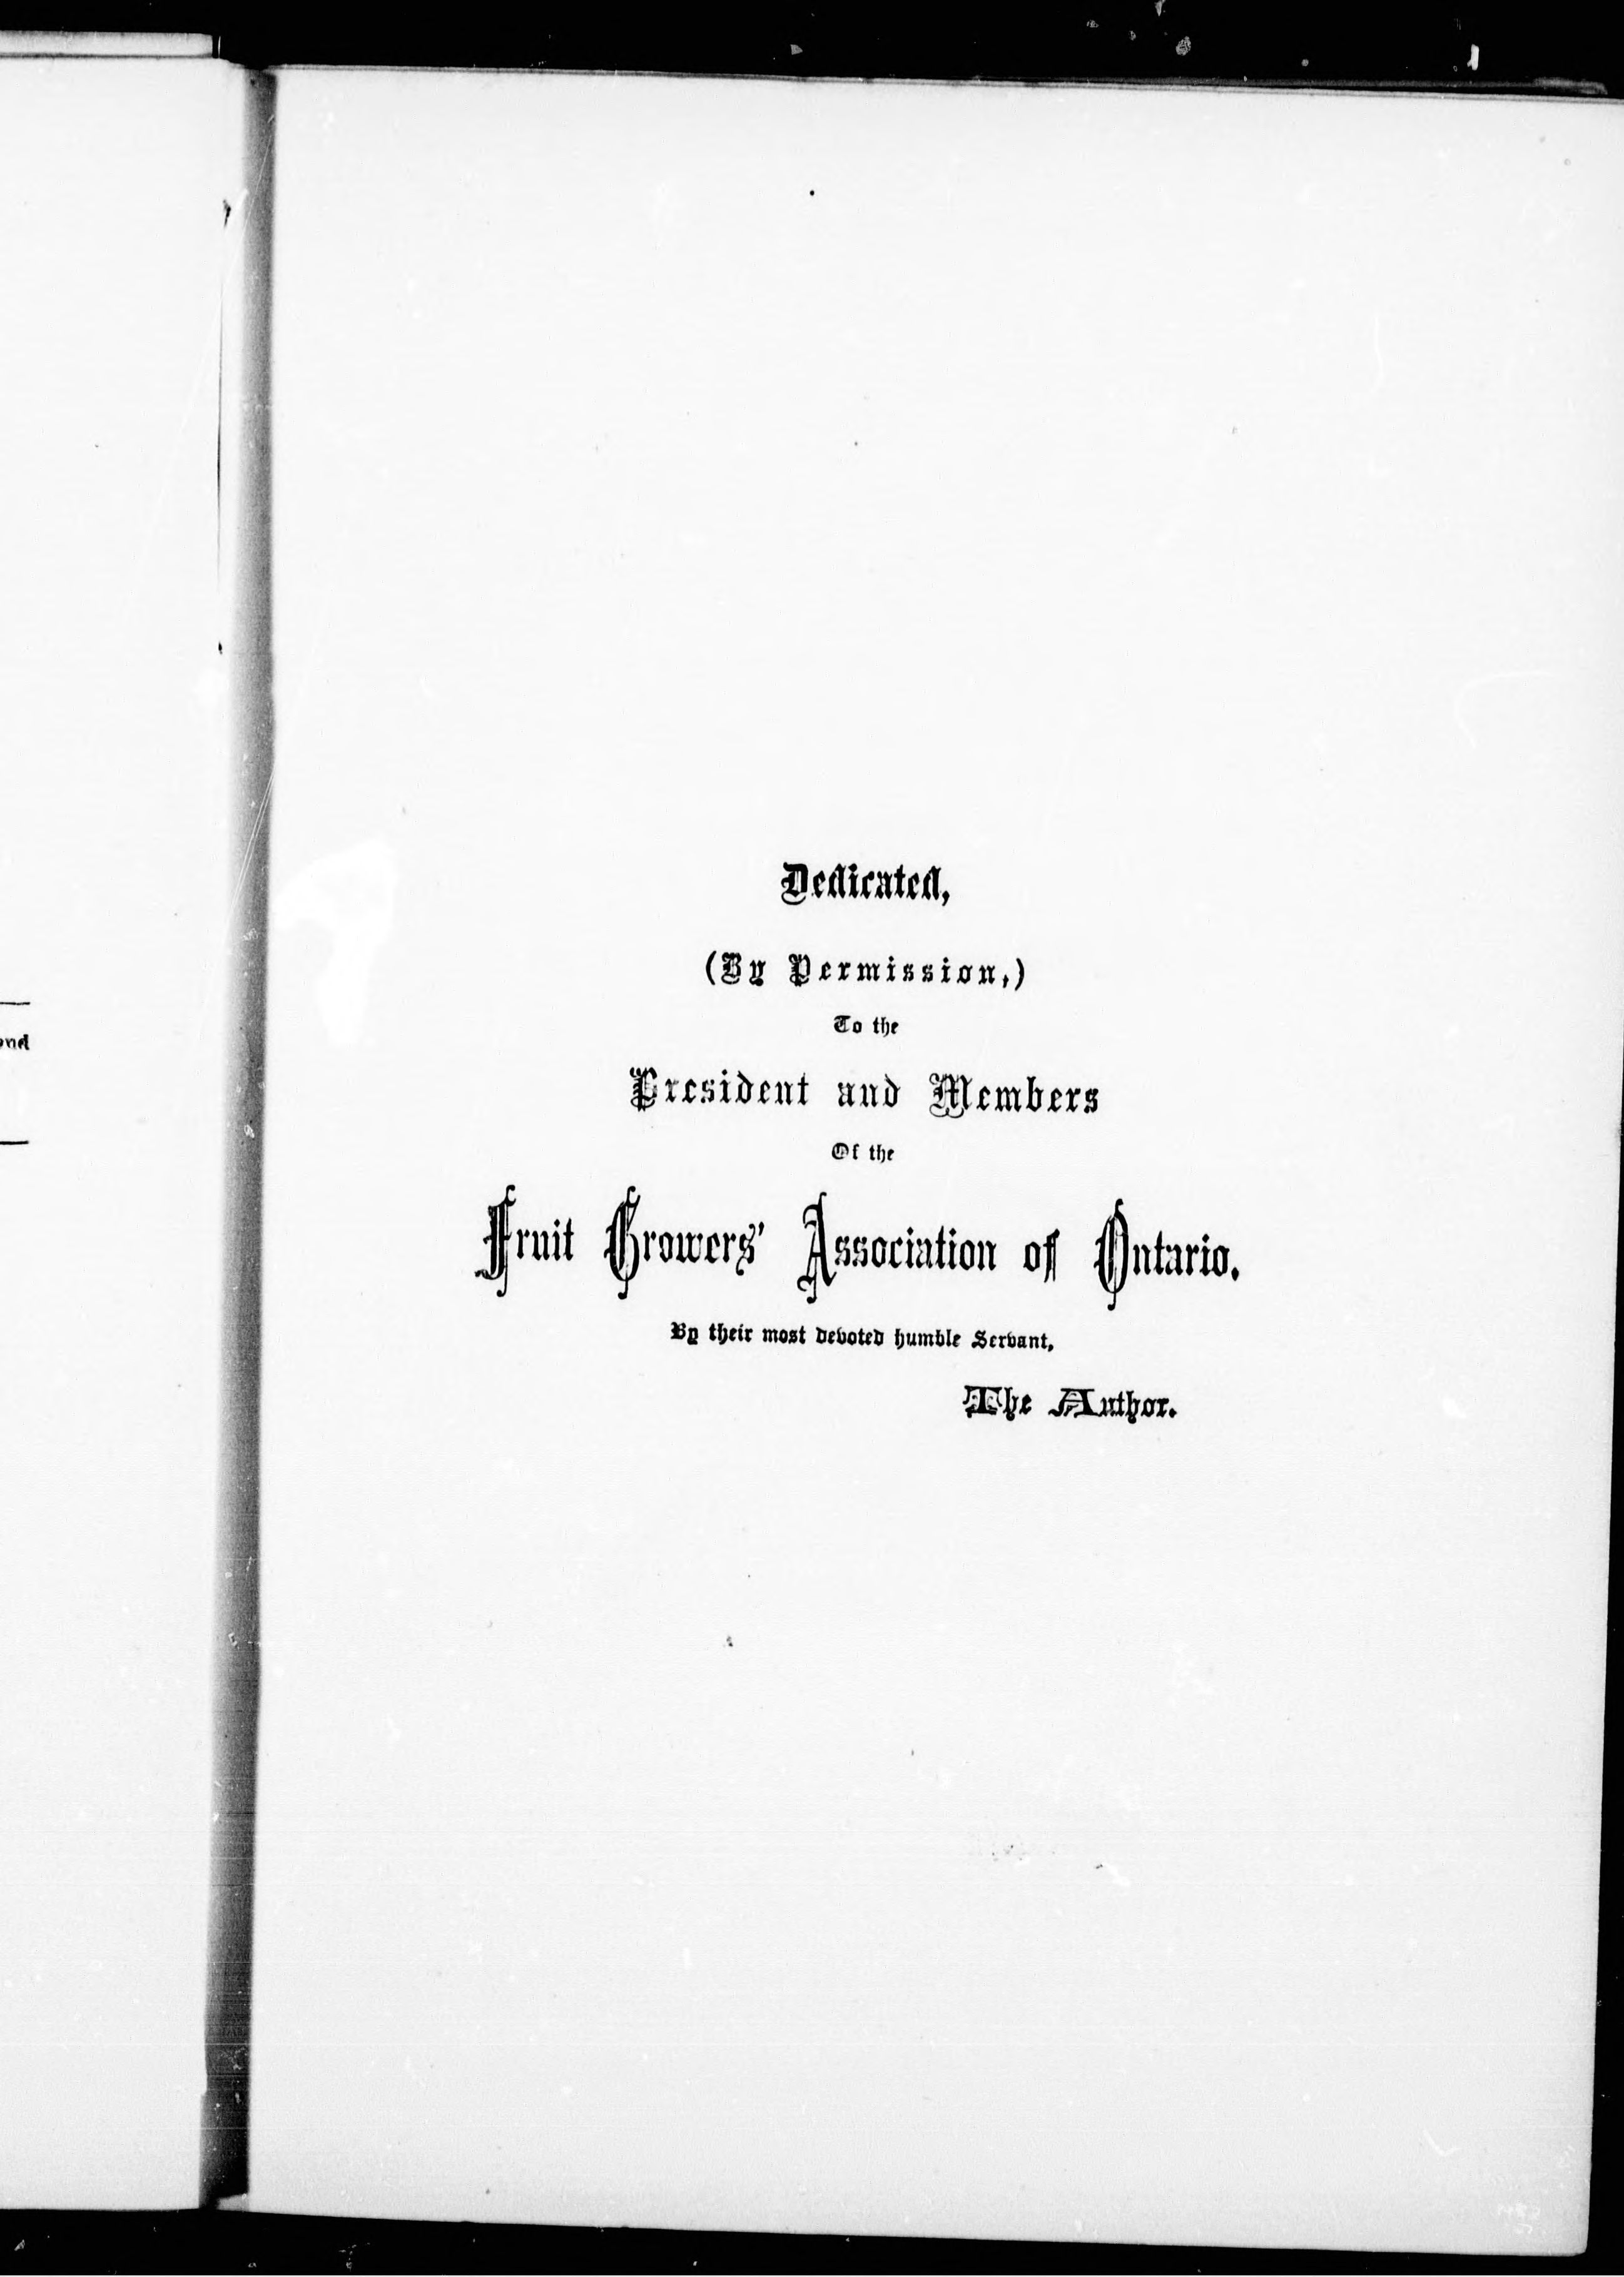 Dedicated,
(By Permission,)
To the
President and Members
Of the
Fruit Growers' Association of Ontario.
By their most devoted humble Servant,
The Author.